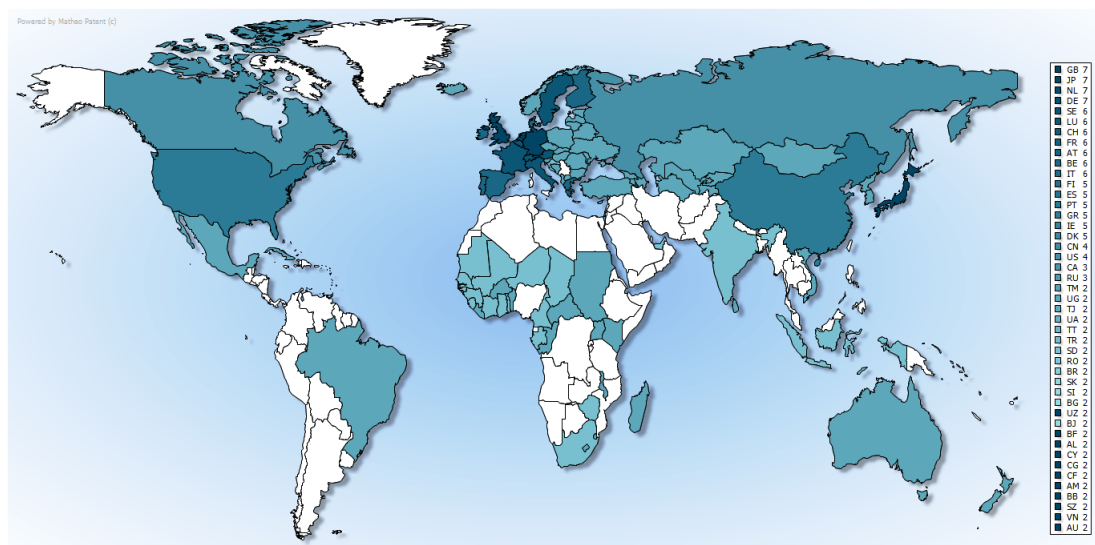 Powered by Matheo Patent (c)
GB 7
JP 7
NL 7
DE 7
SE 6
LU 6
CH 6
FR 6
AT 6
BE 6
IT 6
FI 5
ES 5
PT 5
GR 5
IE 5
DK 5
CN 4
US 4
CA 3
RU 3
TM 2
UG 2
TJ 2
UA 2
TT 2
TR 2
SD 2
RO 2
BR 2
SK 2
SI 2
BG 2
UZ 2
BJ 2
BF 2
AL 2
CY 2
CG 2
CF 2
AM 2
BB 2
SZ 2
VN 2
AU 2